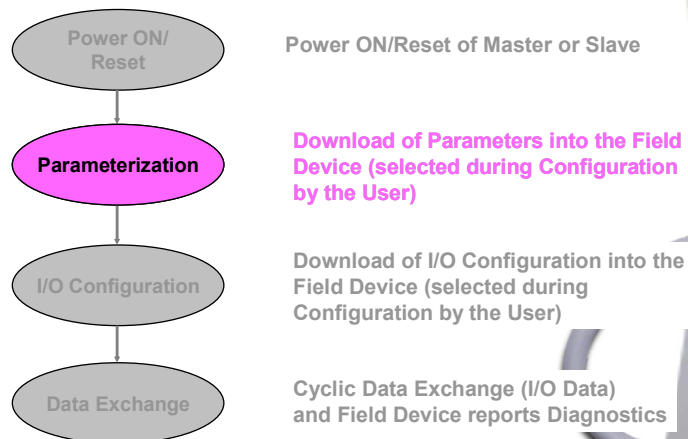 Power ON/
Reset
Power ON/Reset of Master or Slave
Parameterization
Download of Parameters into the Field
Device (selected during Configuration
by the User)
I/O Configuration
Download of I/O Configuration into the
Field Device (selected during
Configuration by the User)
Data Exchange
Cyclic Data Exchange (I/O Data)
and Field Device reports Diagnostics